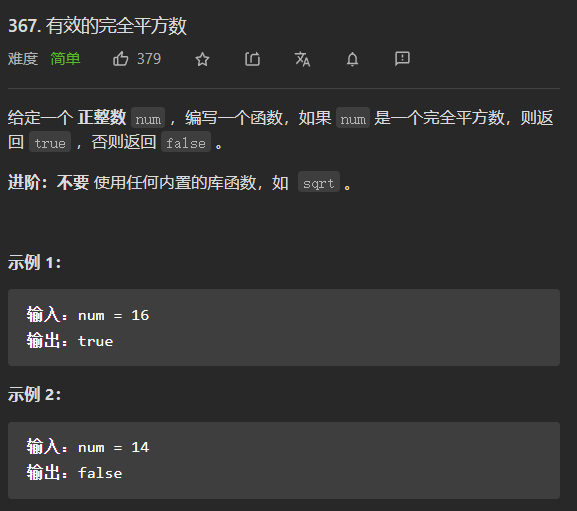 367. 有效的完全平方数
难度 简单 379
给定一个 正整数 num ，编写一个函数，如果 num 是一个完全平方数，则返
回 true ，否则返回 false 。
进阶：不要 使用任何内置的库函数，如 sqrt 。
示例 1：
输入：num = 16
输出：true
示例 2：
输入：num = 14
输出：false